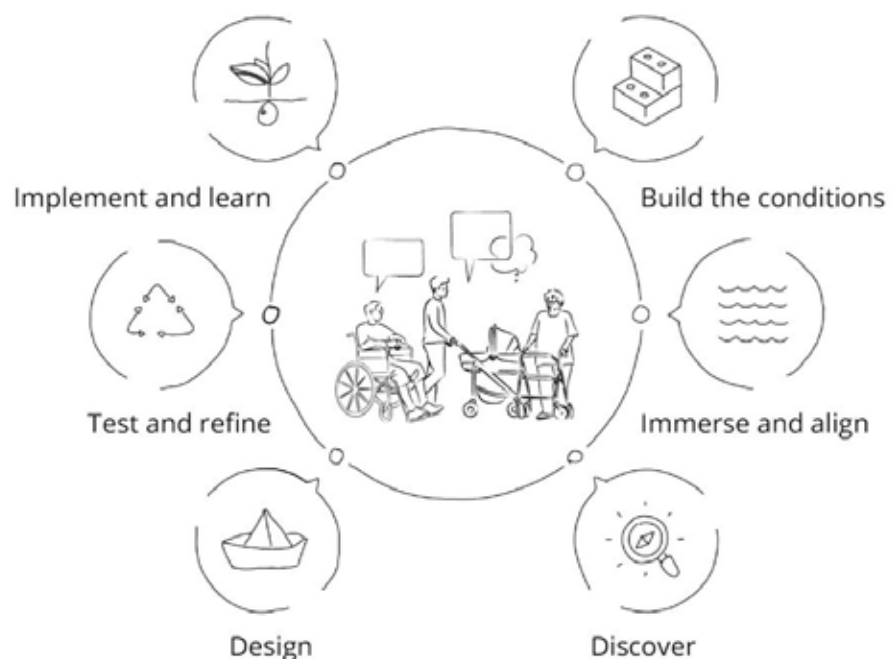 Implement and learn
Build the conditions
Test and refine
Immerse and align
Design
Discover